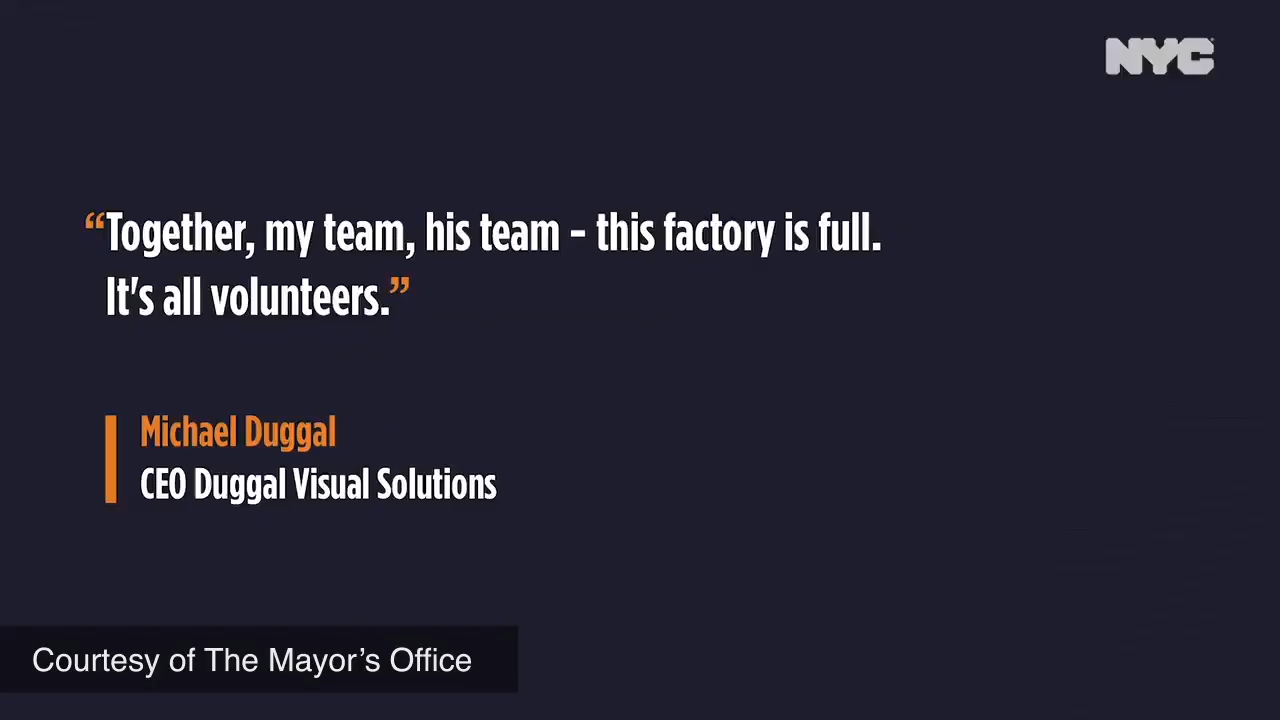 NYC
“Together, my team, his team - this factory is full.
It's all volunteers.”
Michael Duggal
CEO Duggal Visual Solutions
Courtesy of The Mayor’s Office